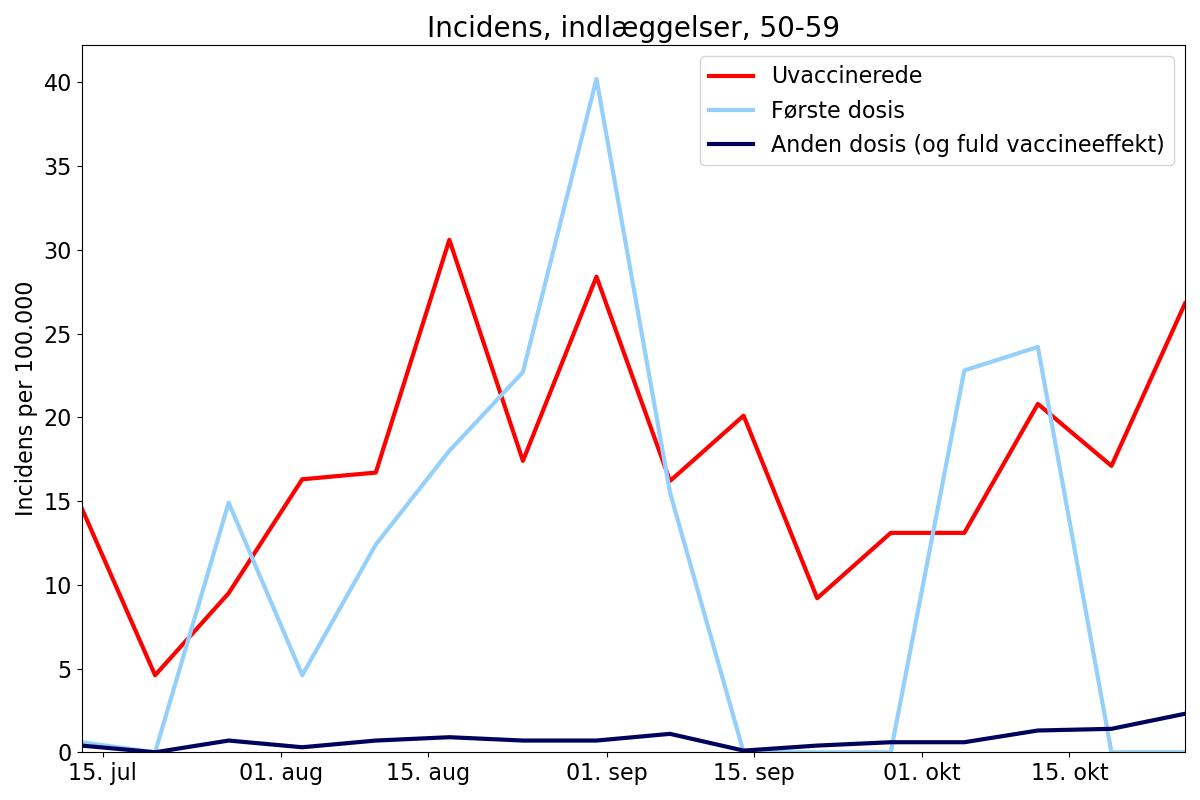 Incidens, indlæggelser, 50-59
Uvaccinerede
Første dosis
Anden dosis (og fuld vaccineeffekt)
Incidens per 100.000
40
35
30
25
20
15
10
5
0
15. jul
01. aug
15. aug
01. sep
15. sep
01. okt
15. okt